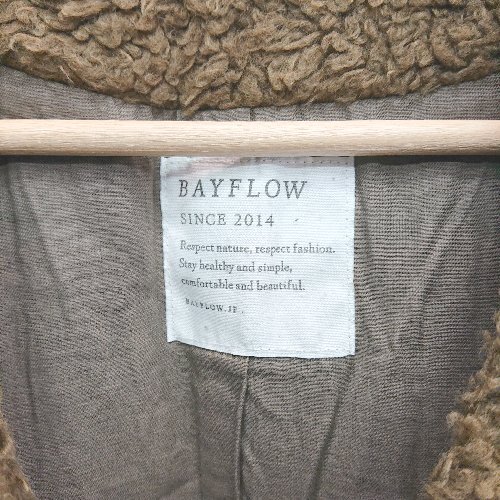 BAYFLOW
SINCE 2014
Respect nature, respect fashion.
Stay healthy and simple,
comfortable and beautiful.
BAYFLOW.JP